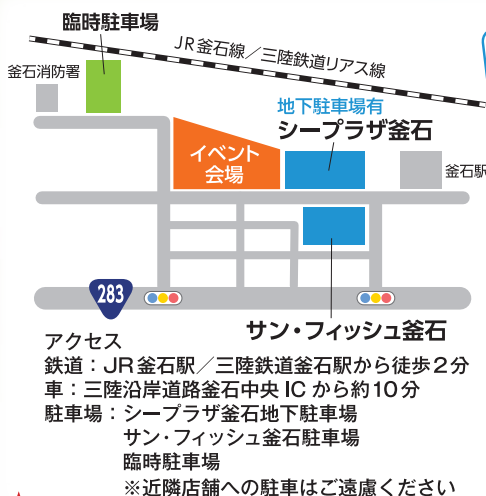 臨時駐車場
JR釜石線／三陸鉄道リアス線
釜石消防署
地下駐車場有
シープラザ釜石
イベント
会場
釜石駅
283
サン・フィッシュ釜石
アクセス
鉄道：JR釜石駅／三陸鉄道釜石駅から徒歩2分
車：三陸沿岸道路釜石中央ICから約10分
駐車場：シープラザ釜石地下駐車場
サン・フィッシュ釜石駐車場
臨時駐車場
※近隣店舗への駐車はご遠慮ください